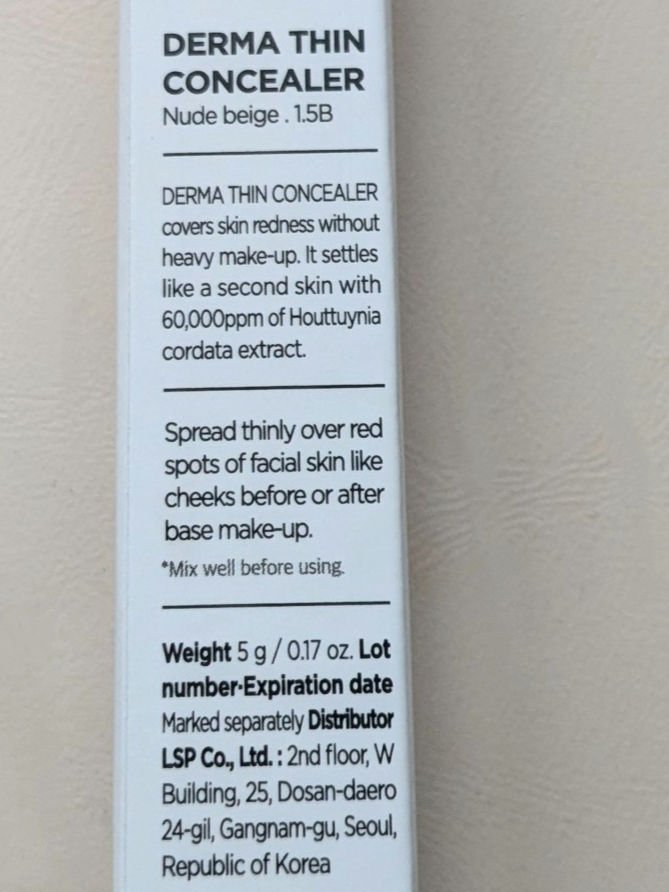 DERMA THIN
CONCEALER
Nude beige . 1.5B
DERMA THIN CONCEALER
covers skin redness without
heavy make-up. It settles
like a second skin with
60,000ppm of Houttuynia
cordata extract.
Spread thinly over red
spots of facial skin like
cheeks before or after
base make-up.
*Mix well before using.
Weight 5 g / 0.17 oz. Lot
number·Expiration date
Marked separately Distributor
LSP Co., Ltd. : 2nd floor, W
Building, 25, Dosan-daero
24-gil, Gangnam-gu, Seoul,
Republic of Korea